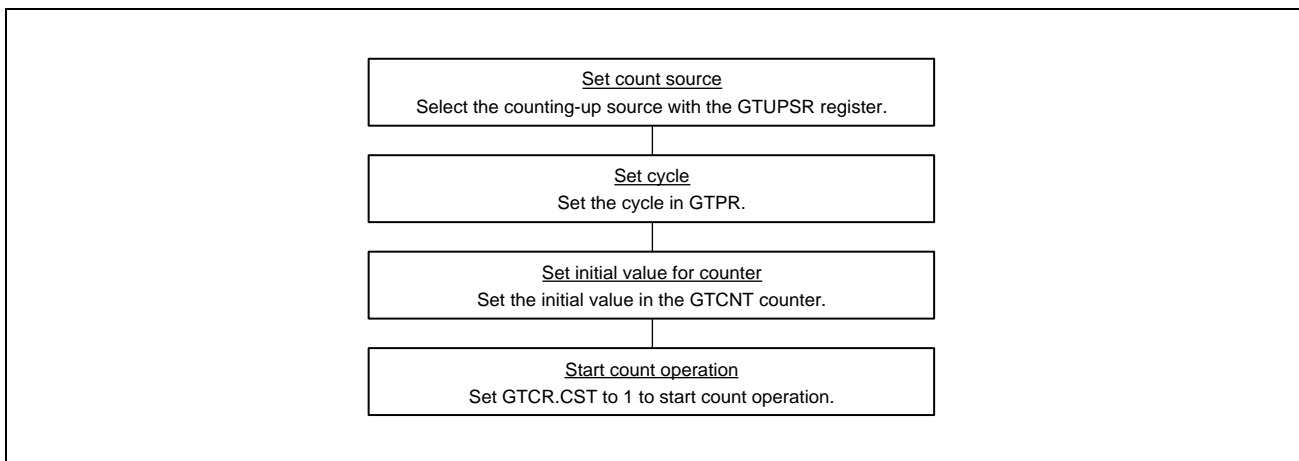 Set count source
Select the counting-up source with the GTUPSR register.
Set cycle
Set the cycle in GTPR.
Set initial value for counter
Set the initial value in the GTCNT counter.
Start count operation
Set GTCR.CST to 1 to start count operation.